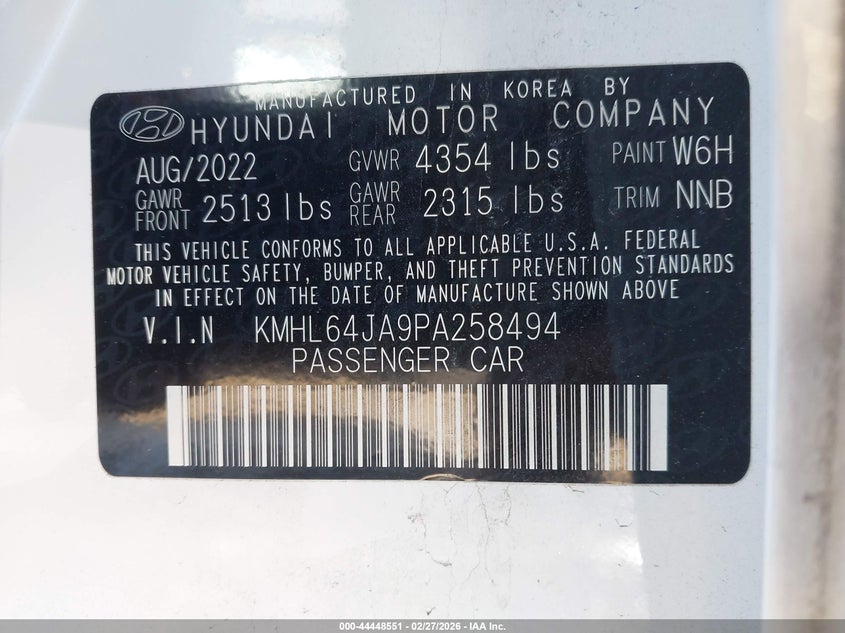 MANUFACTURED IN KOREA BY
HYUNDAI MOTOR COMPANY
AUG/2022 GVWR 4354 lbs PAINT W6H
GAWR FRONT 2513 lbs GAWR REAR 2315 lbs TRIM NNB
THIS VEHICLE CONFORMS TO ALL APPLICABLE U.S.A. FEDERAL
MOTOR VEHICLE SAFETY, BUMPER, AND THEFT PREVENTION STANDARDS
IN EFFECT ON THE DATE OF MANUFACTURE SHOWN ABOVE
V.I.N KMHL64JA9PA258494
PASSENGER CAR
000-44448551 — 02/27/2026 — IAA Inc.